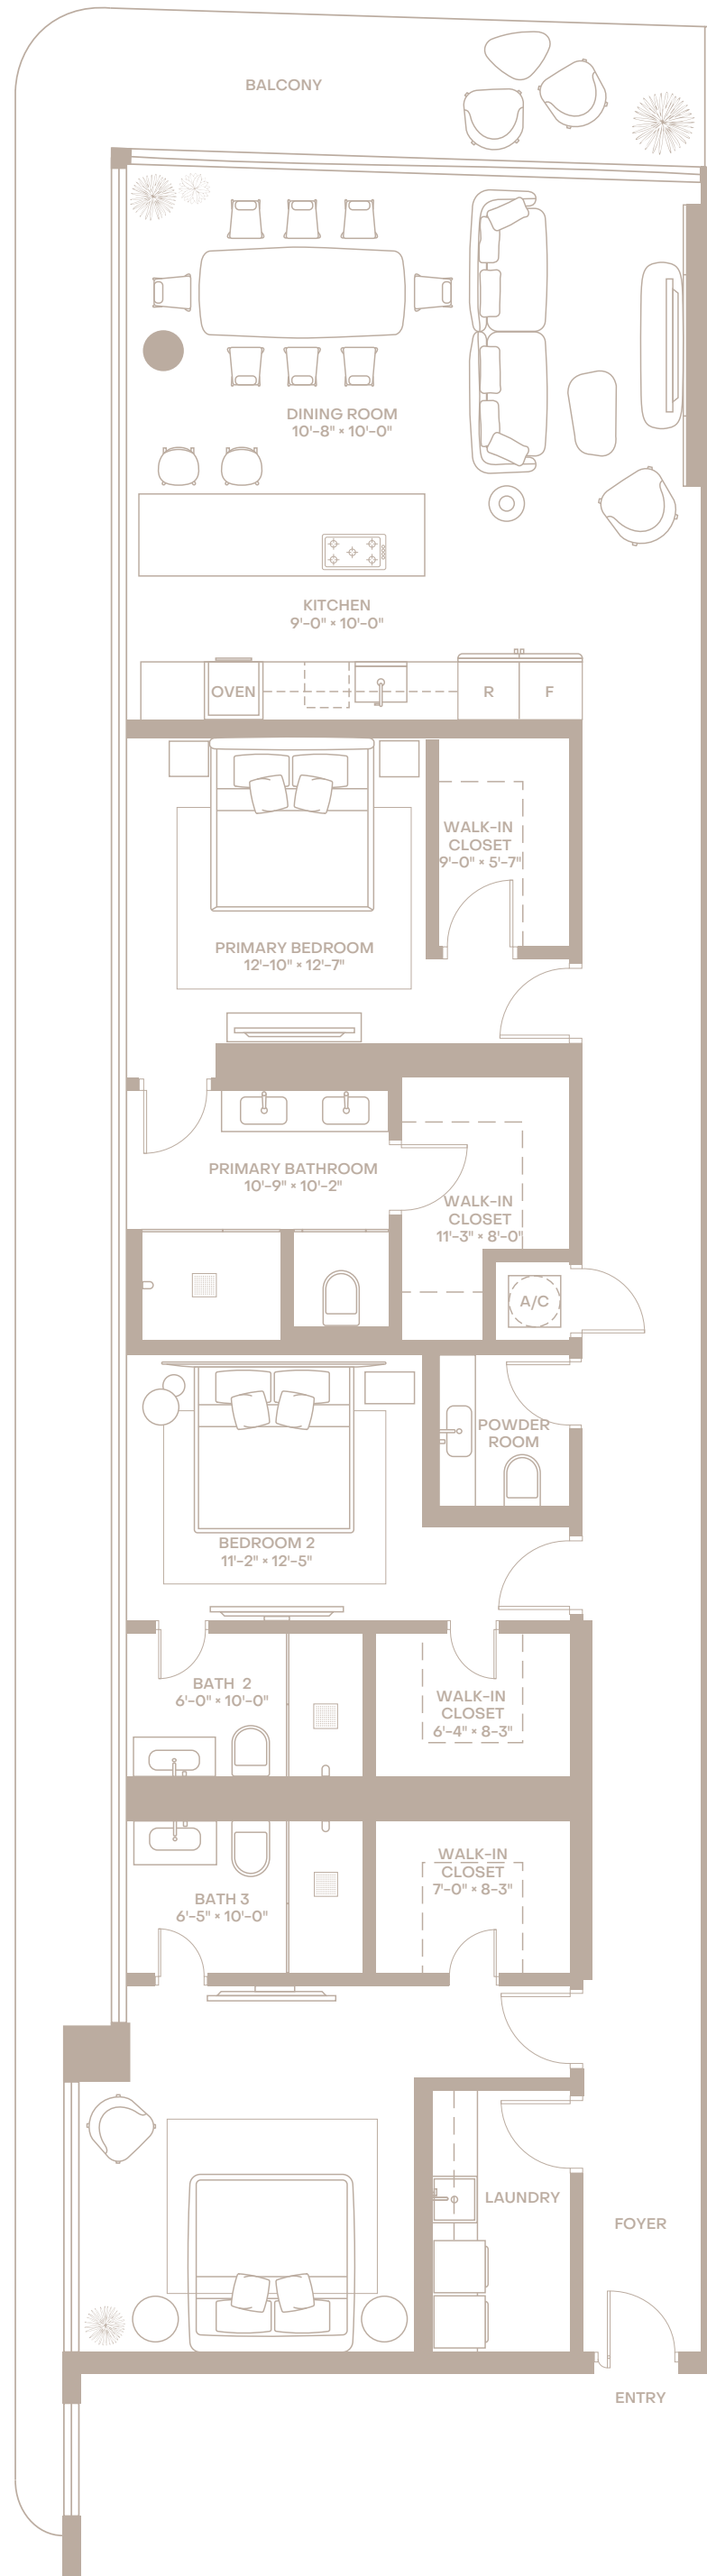 BALCONY
DINING ROOM
10'-8" × 10'-0"
KITCHEN
9'-0" × 10'-0"
OVEN
R
F
WALK-IN
CLOSET
9'-0" × 5'-7"
PRIMARY BEDROOM
12'-10" × 12'-7"
PRIMARY BATHROOM
10'-9" × 10'-2"
WALK-IN
CLOSET
11'-3" × 8'-0"
A/C
POWDER
ROOM
BEDROOM 2
11'-2" × 12'-5"
BATH 2
6'-0" × 10'-0"
WALK-IN
CLOSET
6'-4" × 8-3"
WALK-IN
CLOSET
7'-0" × 8-3"
BATH 3
6'-5" × 10'-0"
LAUNDRY
FOYER
ENTRY